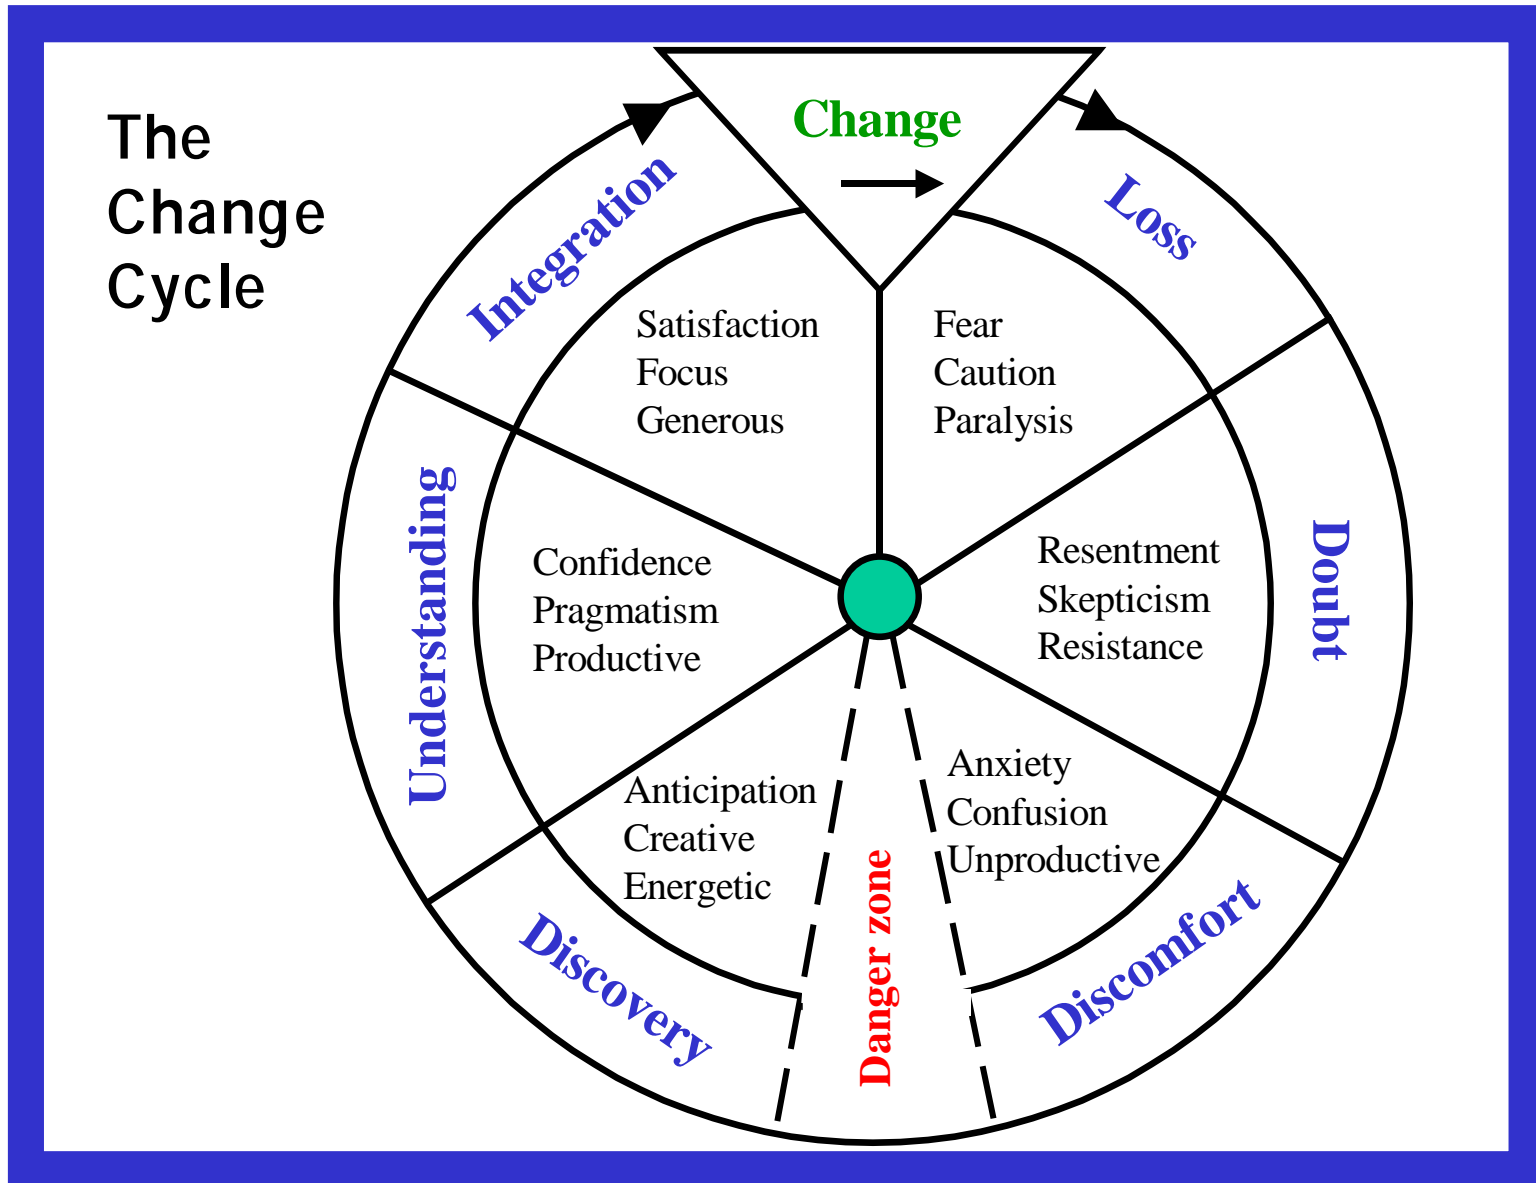 The
Change
Cycle
Change
Loss
Fear
Caution
Paralysis
Doubt
Resentment
Skepticism
Resistance
Discomfort
Anxiety
Confusion
Unproductive
Danger zone
Discovery
Anticipation
Creative
Energetic
Understanding
Confidence
Pragmatism
Productive
Integration
Satisfaction
Focus
Generous